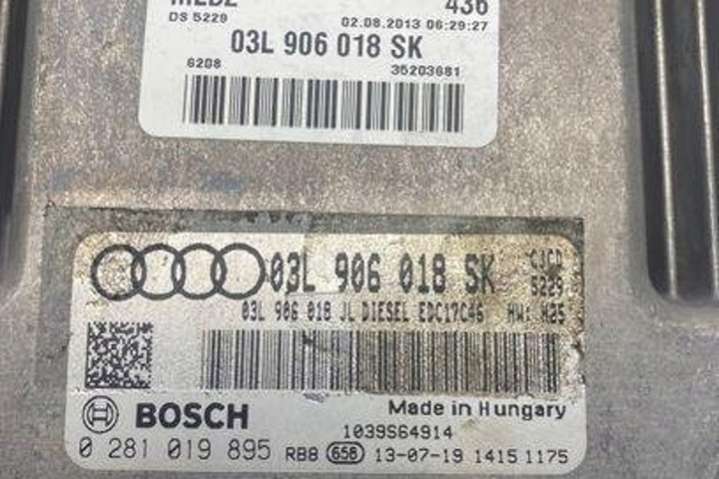 436
DS 5229 02.08.2013 06:29:27
03L 906 018 SK
6208 35203681
03L 906 018 SK CJCD
5229
03L 906 018 JL DIESEL EDC17C46 HW: H25
BOSCH Made in Hungary
1039S64914
0 281 019 895 RB8 658 13-07-19 1415 1175